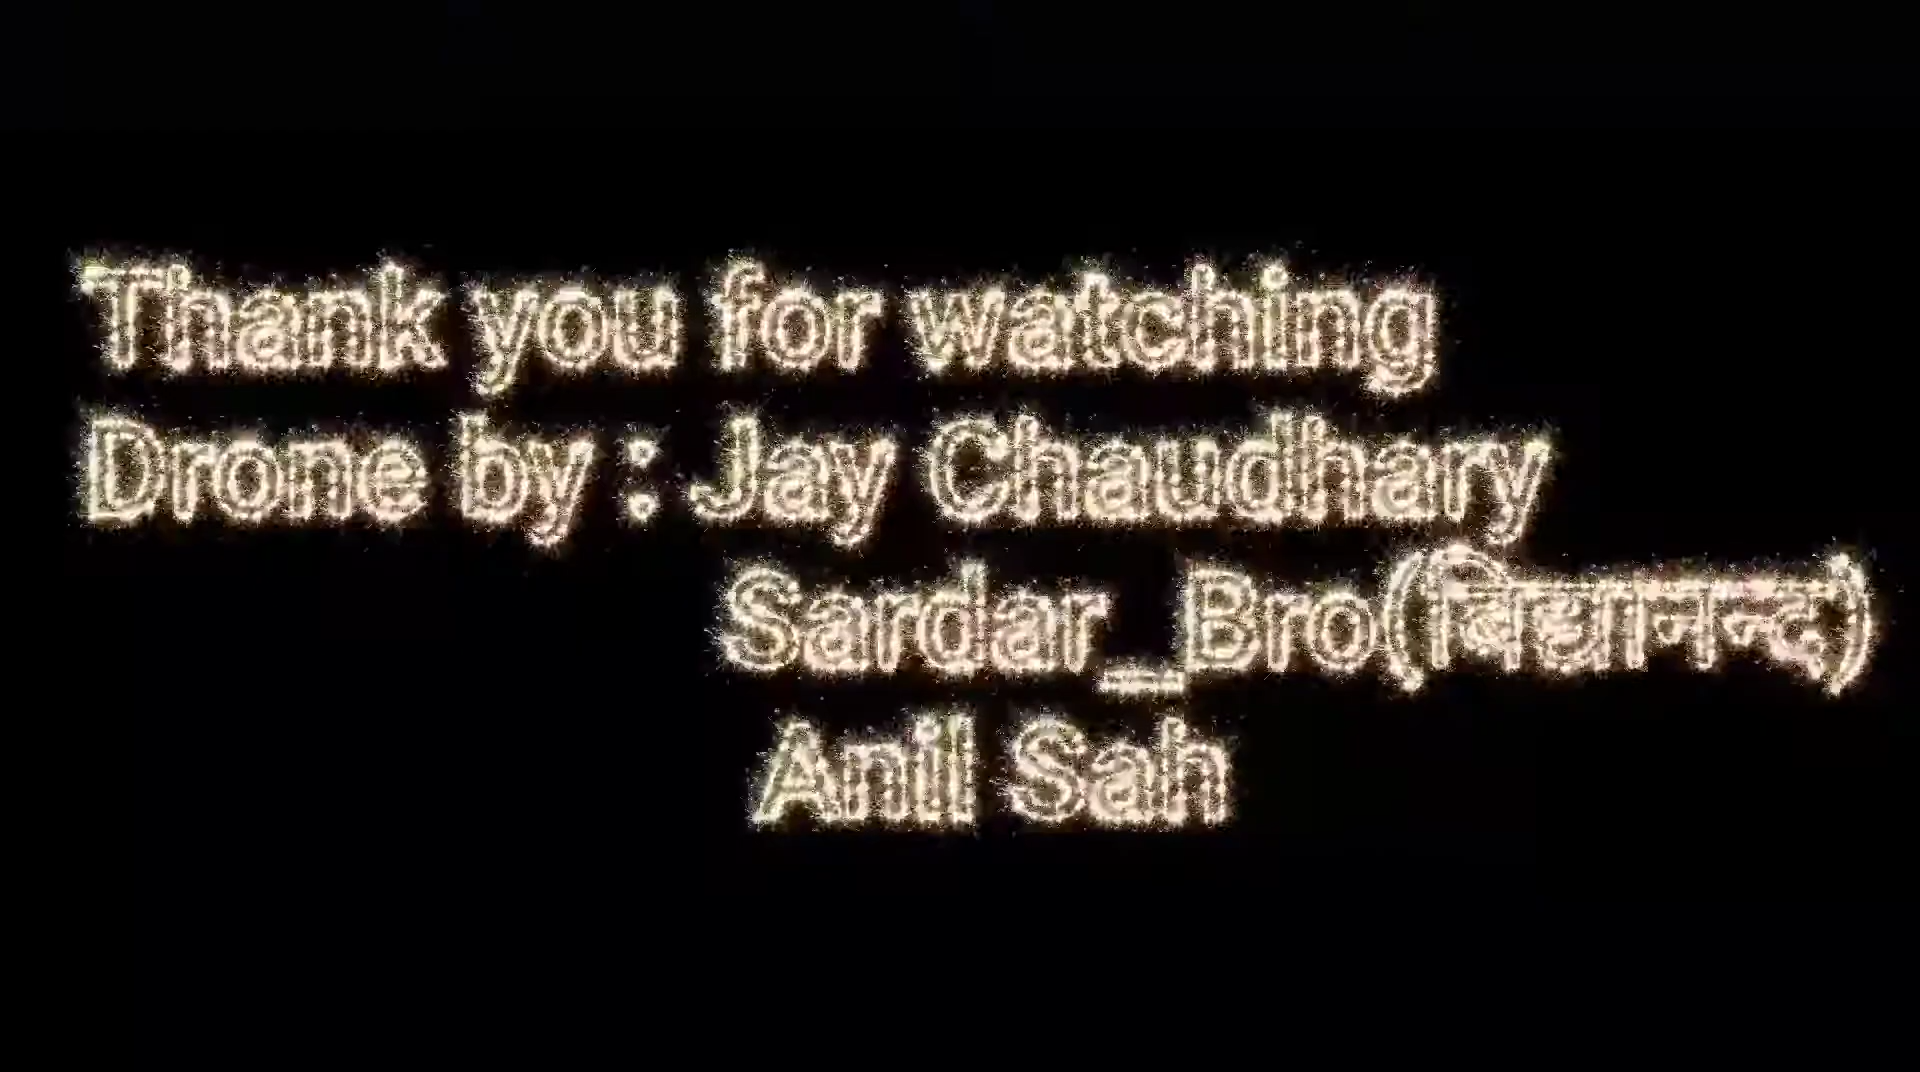 Thank you for watching
Drone by : Jay Chaudhary
Sardar_Bro(बिद्यानन्द)
Anil Sah